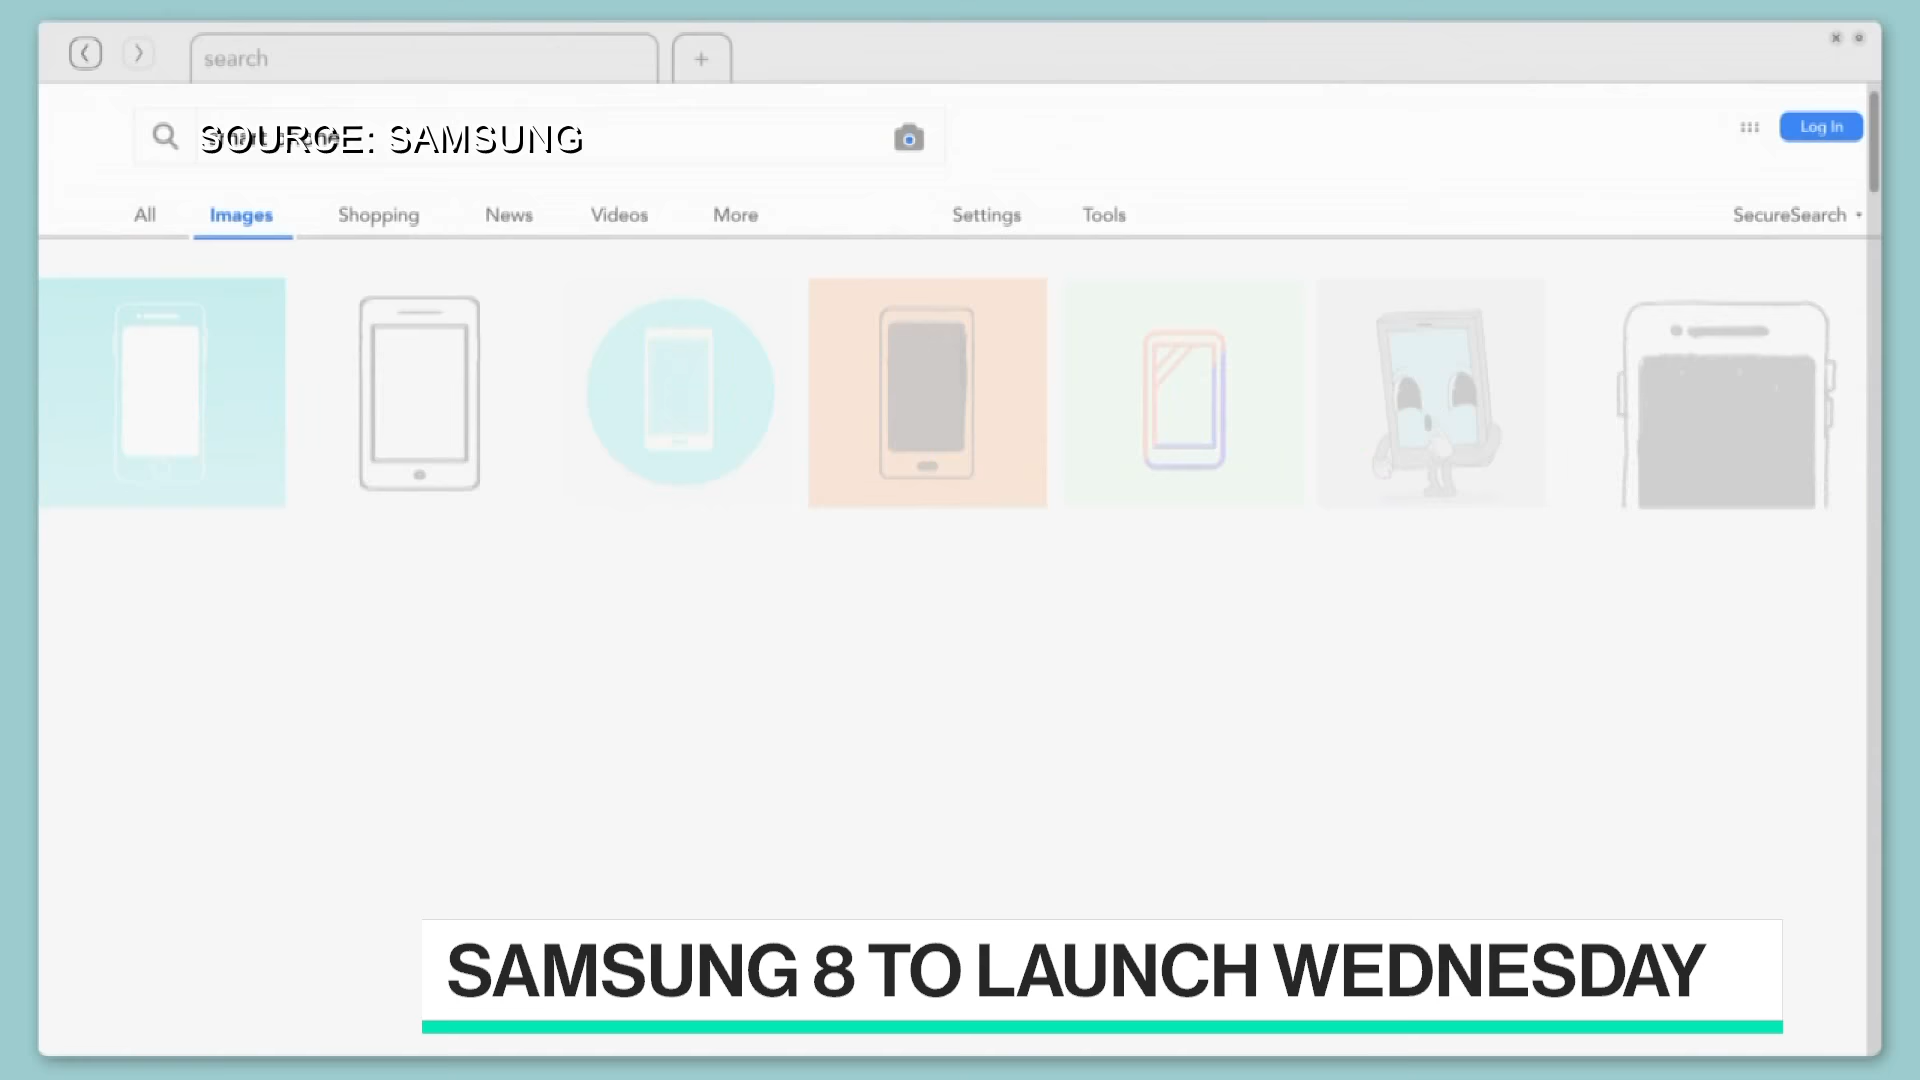 search
+
SOURCE: SAMSUNG
Log In
All Images Shopping News Videos More Settings Tools SecureSearch
SAMSUNG 8 TO LAUNCH WEDNESDAY